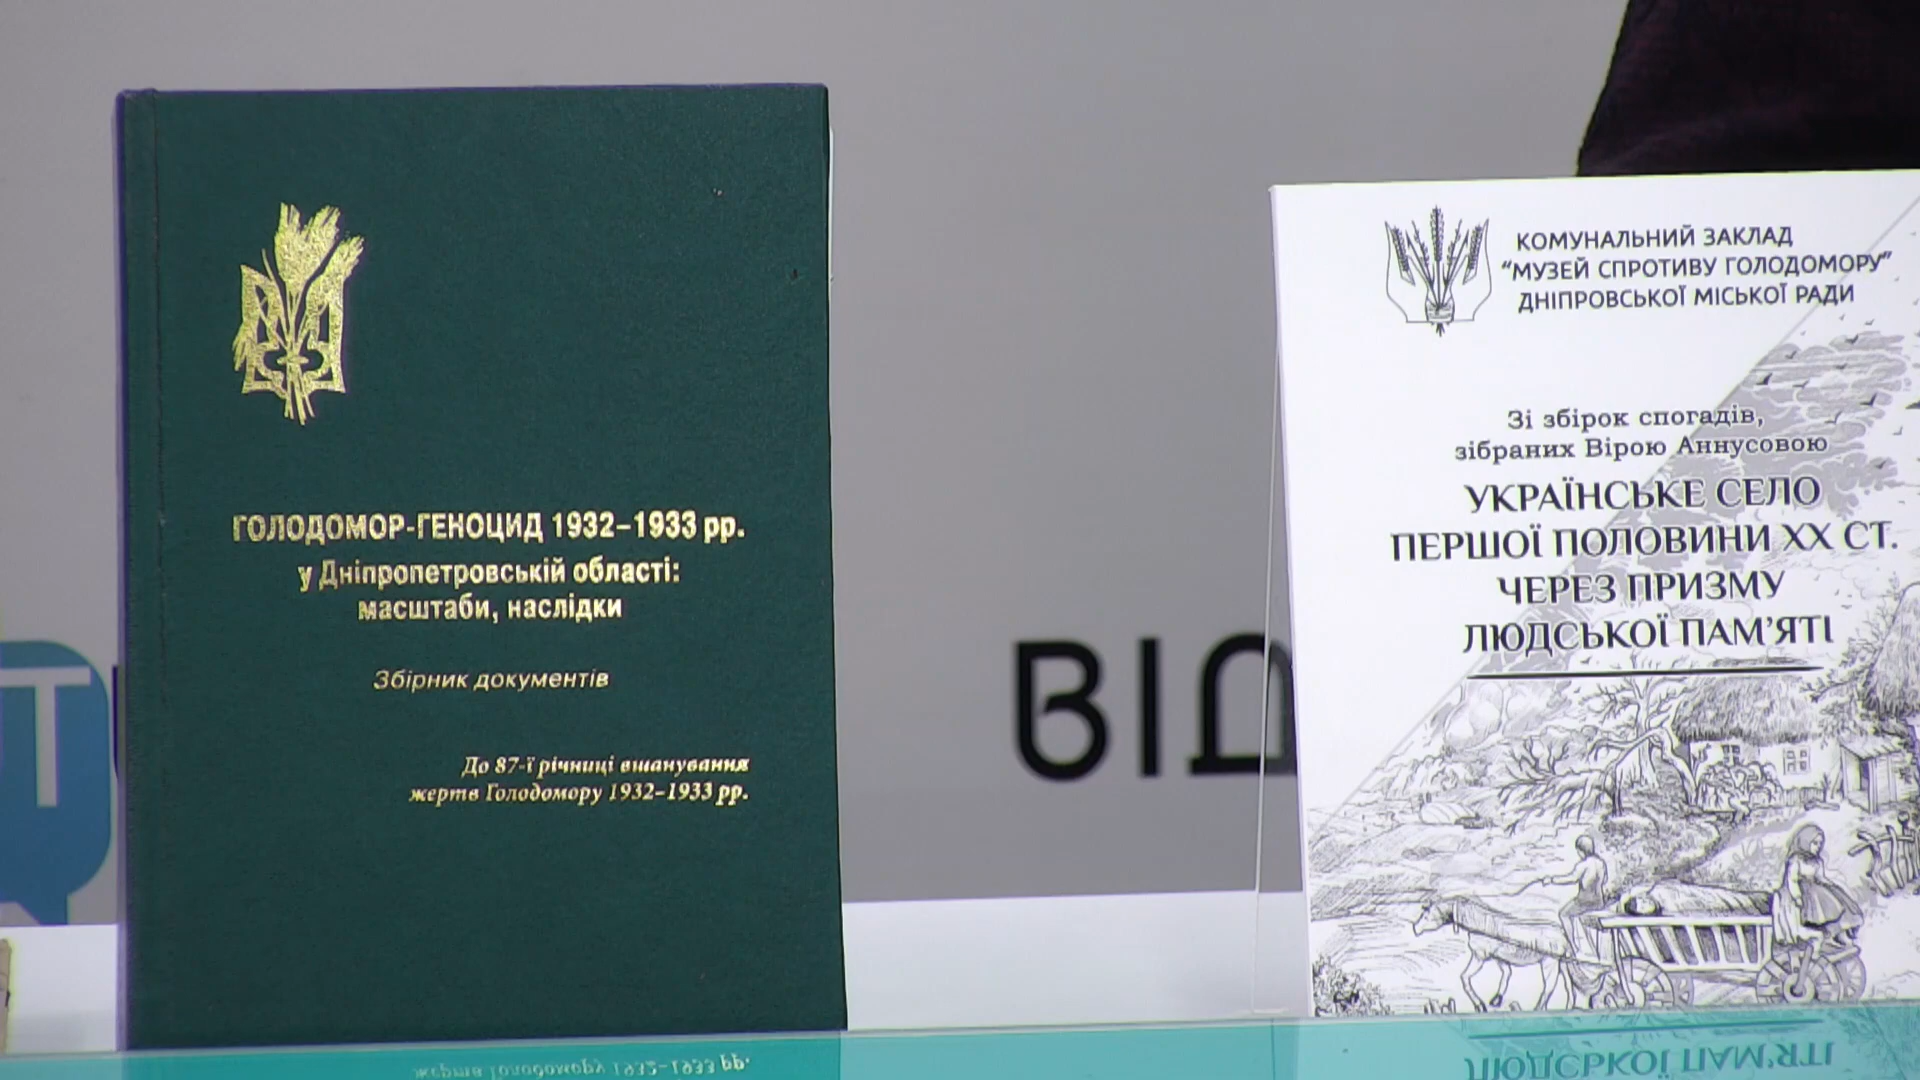 ГОЛОДОМОР-ГЕНОЦИД 1932–1933 рр.
у Дніпропетровській області:
масштаби, наслідки
Збірник документів
До 87-ї річниці вшанування
жертв Голодомору 1932–1933 рр.
ВІД
КОМУНАЛЬНИЙ ЗАКЛАД
“МУЗЕЙ СПРОТИВУ ГОЛОДОМОРУ”
ДНІПРОВСЬКОЇ МІСЬКОЇ РАДИ
Зі збірок спогадів,
зібраних Вірою Аннусовою
УКРАЇНСЬКЕ СЕЛО
ПЕРШОЇ ПОЛОВИНИ ХХ СТ.
ЧЕРЕЗ ПРИЗМУ
ЛЮДСЬКОЇ ПАМ’ЯТІ